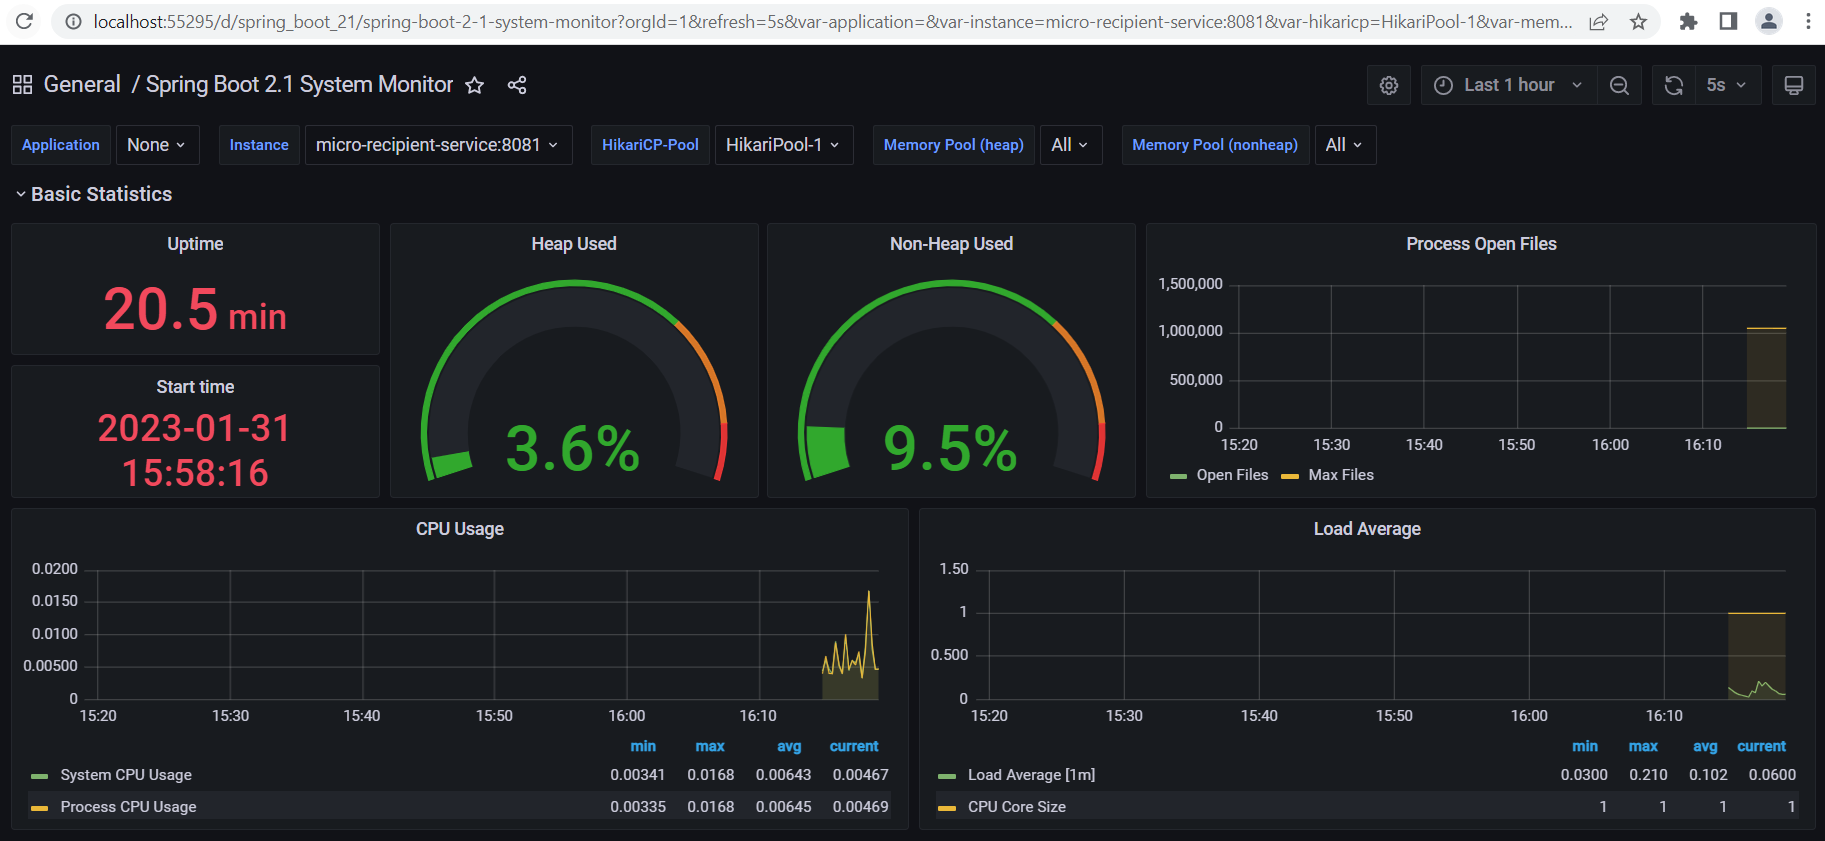 localhost:55295/d/spring_boot_21/spring-boot-2-1-system-monitor?orgId=1&refresh=5s&var-application=&var-instance=micro-recipient-service:8081&var-hikaricp=HikariPool-1&var-mem...
General / Spring Boot 2.1 System Monitor
Last 1 hour
5s
Application None Instance micro-recipient-service:8081 HikariCP-Pool HikariPool-1 Memory Pool (heap) All Memory Pool (nonheap) All
Basic Statistics
Uptime
20.5 min
Start time
2023-01-31
15:58:16
Heap Used
3.6%
Non-Heap Used
9.5%
Process Open Files
1,500,000
1,000,000
500,000
0
15:20 15:30 15:40 15:50 16:00 16:10
Open Files Max Files
CPU Usage
0.0200
0.0150
0.0100
0.00500
0
15:20 15:30 15:40 15:50 16:00 16:10
min max avg current
System CPU Usage 0.00341 0.0168 0.00643 0.00467
Process CPU Usage 0.00335 0.0168 0.00645 0.00469
Load Average
1.50
1
0.500
0
15:20 15:30 15:40 15:50 16:00 16:10
min max avg current
Load Average [1m] 0.0300 0.210 0.102 0.0600
CPU Core Size 1 1 1 1